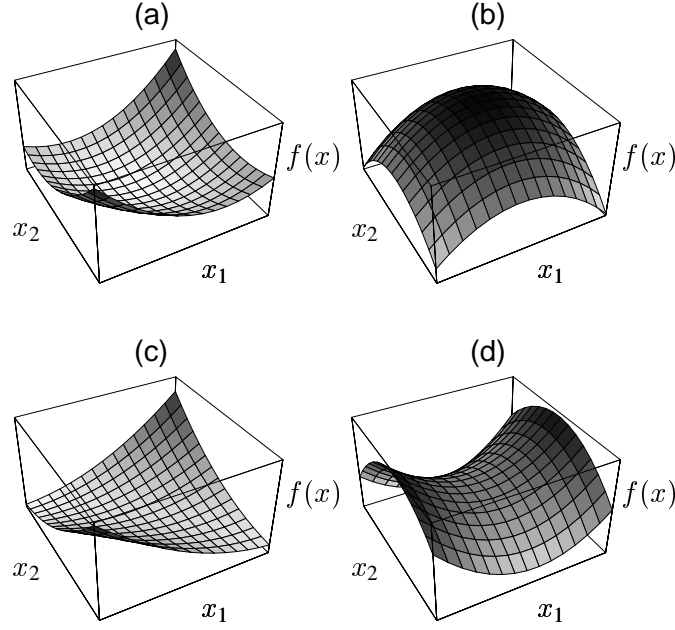 (a)
(b)
f(x)
f(x)
x₂
x₂
x₁
x₁
(c)
(d)
f(x)
f(x)
x₂
x₂
x₁
x₁